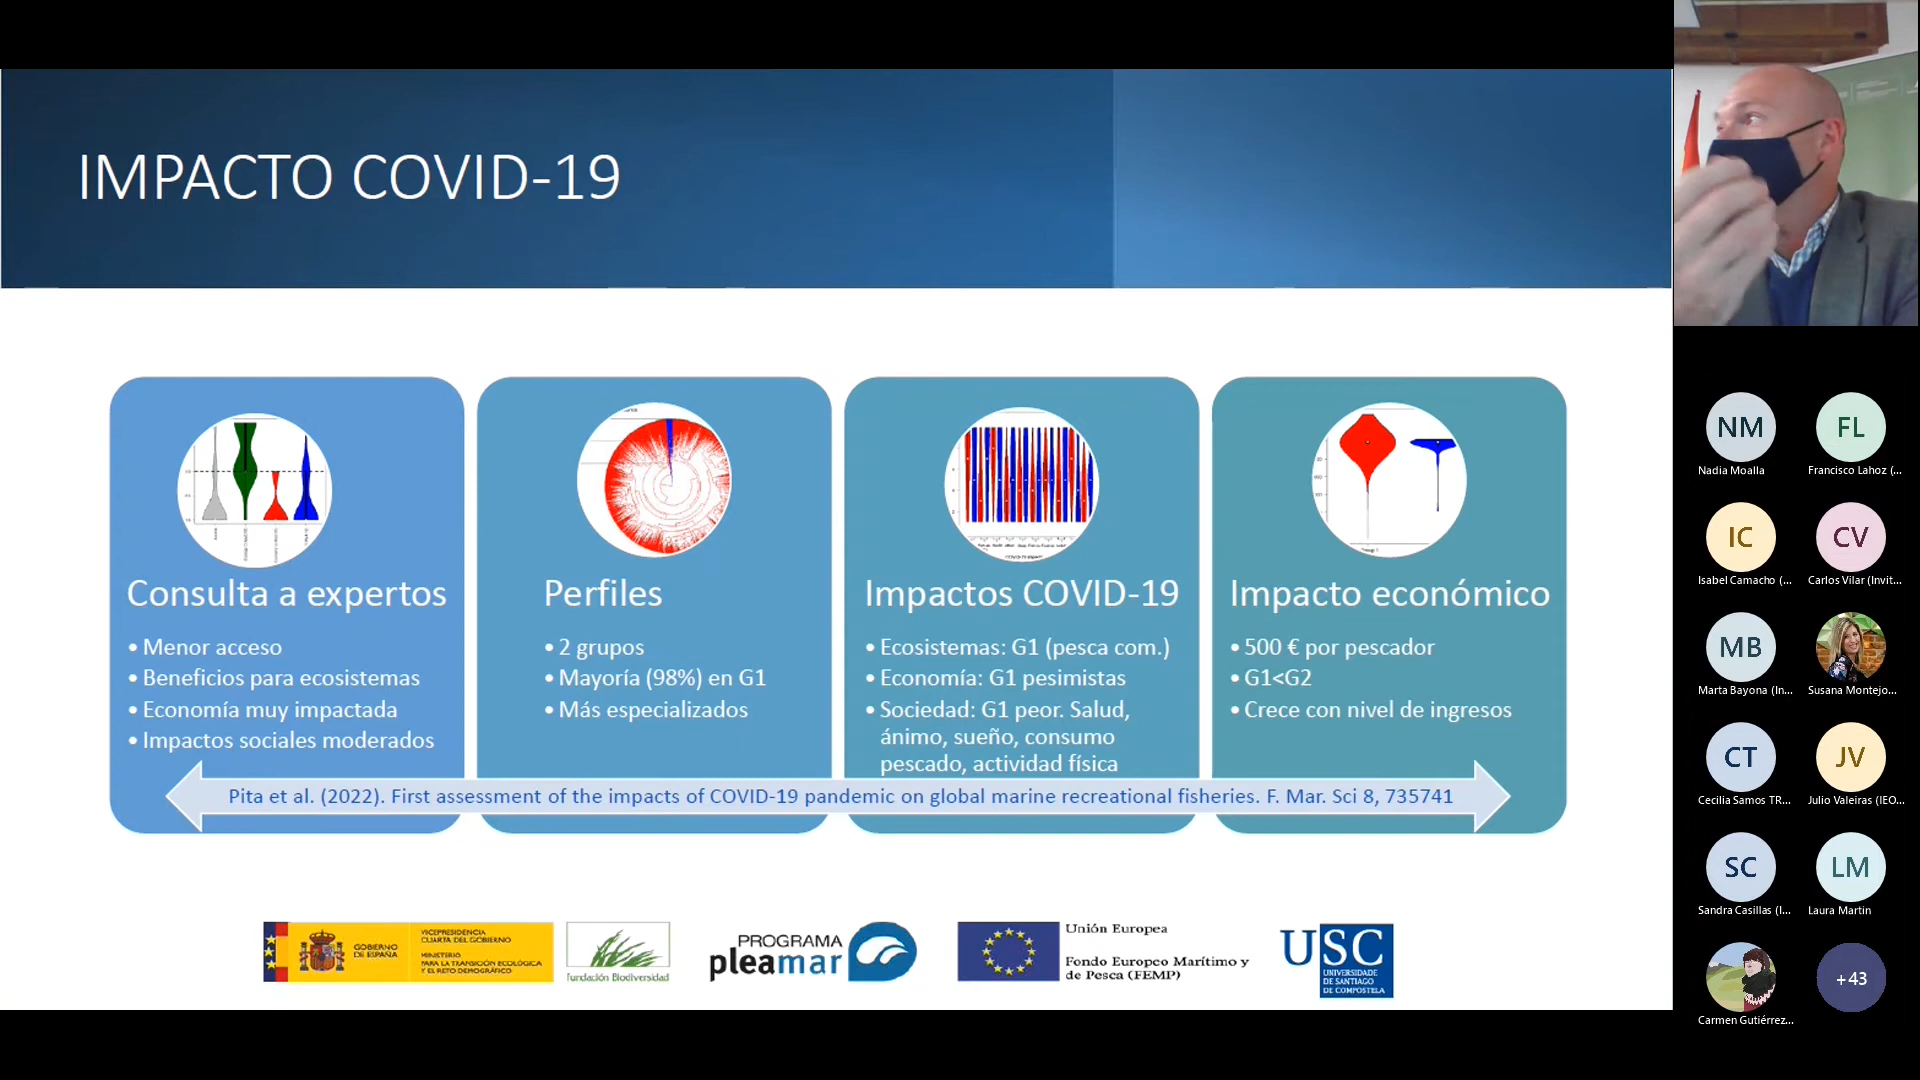 IMPACTO COVID-19
Consulta a expertos
• Menor acceso
• Beneficios para ecosistemas
• Economía muy impactada
• Impactos sociales moderados
Perfiles
• 2 grupos
• Mayoría (98%) en G1
• Más especializados
Impactos COVID-19
• Ecosistemas: G1 (pesca com.)
• Economía: G1 pesimistas
• Sociedad: G1 peor. Salud,
ánimo, sueño, consumo
pescado, actividad física
Impacto económico
• 500 € por pescador
• G1<G2
• Crece con nivel de ingresos
Pita et al. (2022). First assessment of the impacts of COVID-19 pandemic on global marine recreational fisheries. F. Mar. Sci 8, 735741
GOBIERNO
DE ESPAÑA
VICEPRESIDENCIA
CUARTA DEL GOBIERNO
MINISTERIO
PARA LA TRANSICIÓN ECOLÓGICA
Y EL RETO DEMOGRÁFICO
Fundación Biodiversidad
PROGRAMA
pleamar
Unión Europea
Fondo Europeo Marítimo y
de Pesca (FEMP)
USC
UNIVERSIDADE
DE SANTIAGO
DE COMPOSTELA
NM
Nadia Moalla
FL
Francisco Lahoz (...
IC
Isabel Camacho (...
CV
Carlos Vilar (Invit...
MB
Marta Bayona (In...
Susana Montejo...
CT
Cecilia Samos TR...
JV
Julio Valeiras (IEO...
SC
Sandra Casillas (I...
LM
Laura Martin
Carmen Gutiérrez...
+43